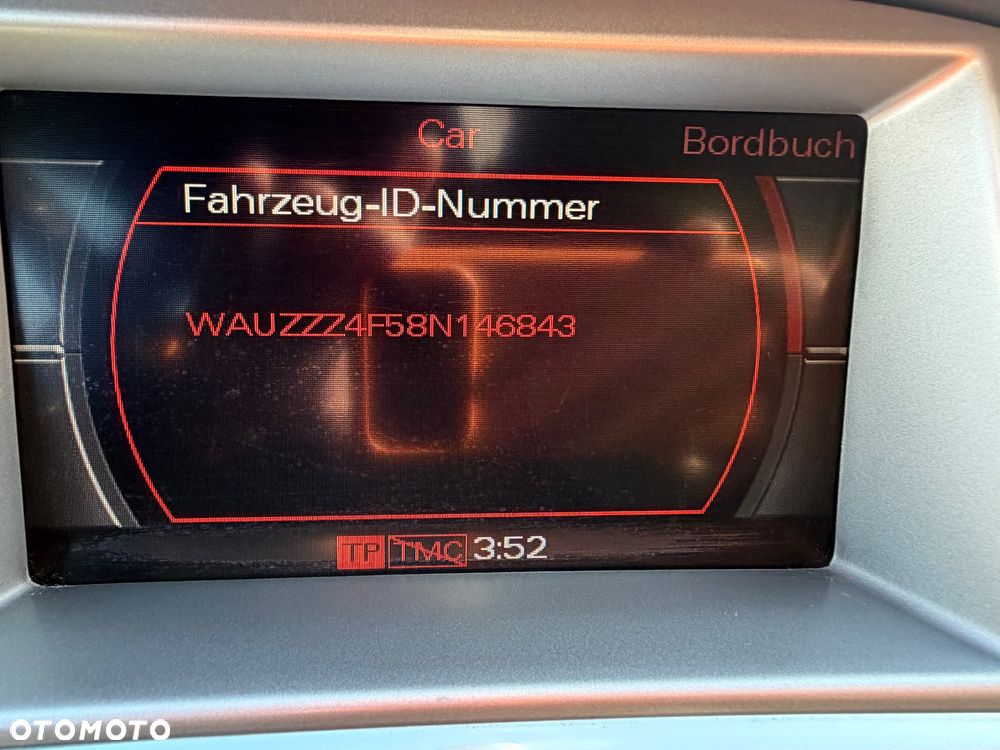 Car
Bordbuch
Fahrzeug-ID-Nummer
WAUZZZ4F58N146843
TP TMC 3:52
OTOMOTO